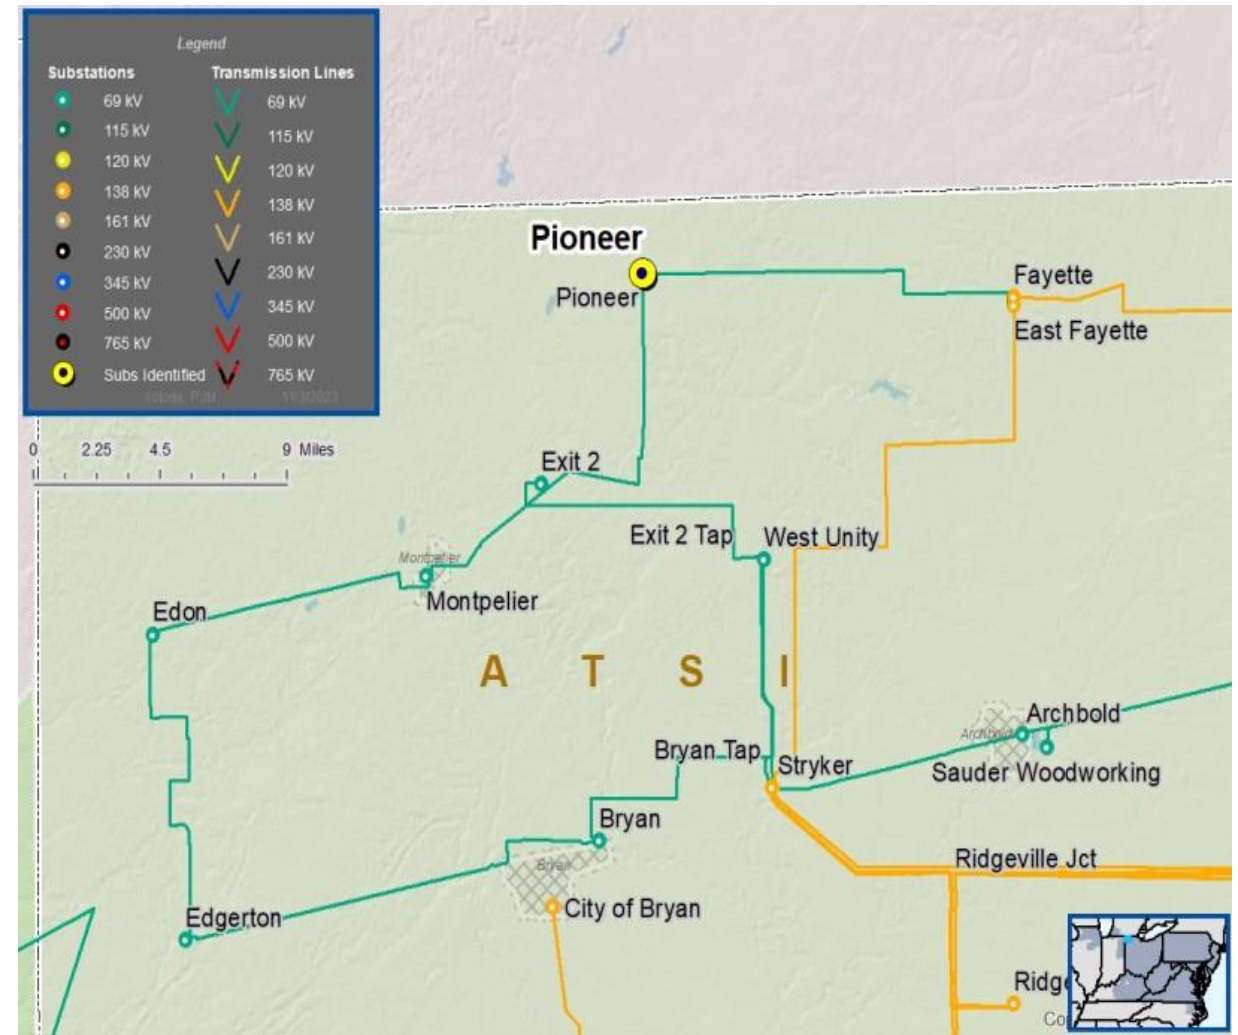 Legend
Substations
Transmission Lines
69 kV
69 kV
115 kV
115 kV
120 kV
120 kV
138 kV
138 kV
161 kV
161 kV
230 kV
230 kV
345 kV
345 kV
500 kV
500 kV
765 kV
765 kV
Subs Identified
0 2.25 4.5 9 Miles
Pioneer
Pioneer
Fayette
East Fayette
Exit 2
Exit 2 Tap
West Unity
Montpelier
Montpelier
Edon
A T S I
Bryan Tap
Stryker
Archbold
Archbold
Sauder Woodworking
Bryan
Bryan
Ridgeville Jct
City of Bryan
Edgerton